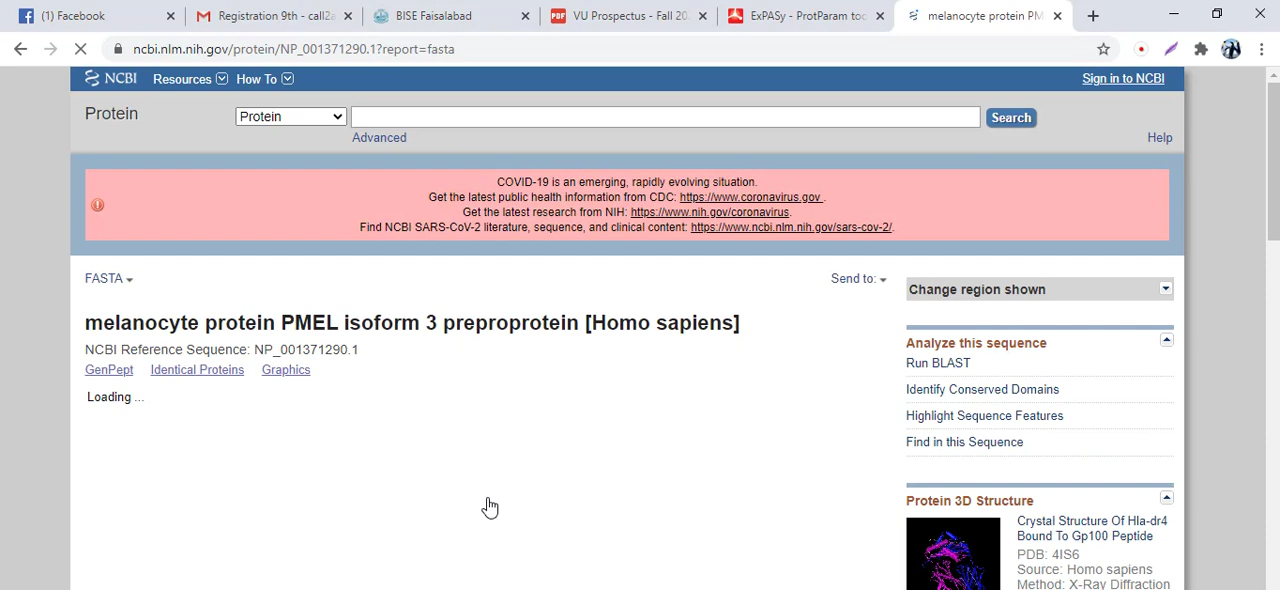 (1) Facebook
Registration 9th - call2a
BISE Faisalabad
VU Prospectus - Fall 20
ExPASy - ProtParam too
melanocyte protein PM
ncbi.nlm.nih.gov/protein/NP_001371290.1?report=fasta
NCBI Resources How To Sign in to NCBI
Protein Protein Search
Advanced Help
COVID-19 is an emerging, rapidly evolving situation.
Get the latest public health information from CDC: https://www.coronavirus.gov .
Get the latest research from NIH: https://www.nih.gov/coronavirus.
Find NCBI SARS-CoV-2 literature, sequence, and clinical content: https://www.ncbi.nlm.nih.gov/sars-cov-2/.
FASTA Send to:
melanocyte protein PMEL isoform 3 preproprotein [Homo sapiens]
NCBI Reference Sequence: NP_001371290.1
GenPept Identical Proteins Graphics
Loading ...
Change region shown
Analyze this sequence
Run BLAST
Identify Conserved Domains
Highlight Sequence Features
Find in this Sequence
Protein 3D Structure
Crystal Structure Of Hla-dr4
Bound To Gp100 Peptide
PDB: 4IS6
Source: Homo sapiens
Method: X-Ray Diffraction